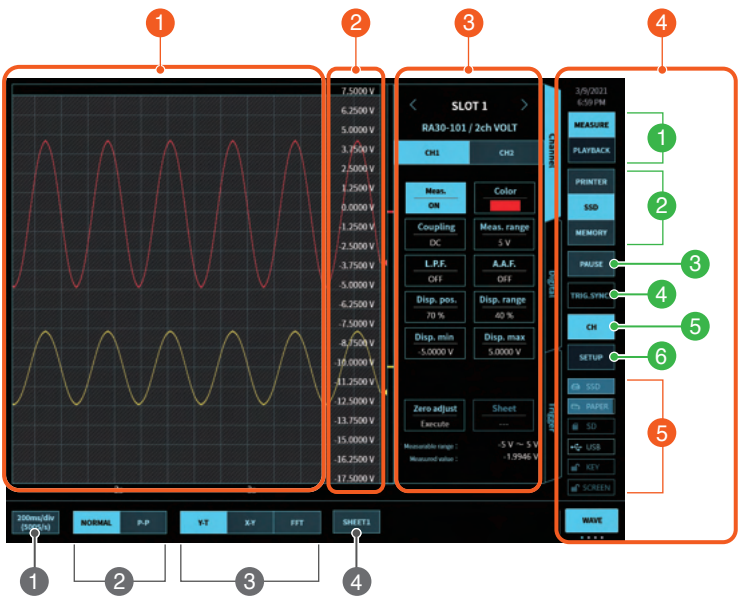 1
2
3
4
7.5000 V
6.2500 V
5.0000 V
3.7500 V
2.5000 V
1.2500 V
0.0000 V
-1.2500 V
-2.5000 V
-3.7500 V
-5.0000 V
-6.2500 V
-7.5000 V
-8.7500 V
-10.0000 V
-11.2500 V
-12.5000 V
-13.7500 V
-15.0000 V
-16.2500 V
-17.5000 V
< SLOT 1 >
RA30-101 / 2ch VOLT
CH1 CH2
Meas.
ON
Color
Coupling
DC
Meas. range
5 V
L.P.F.
OFF
A.A.F.
OFF
Disp. pos.
70 %
Disp. range
40 %
Disp. min
-5.0000 V
Disp. max
5.0000 V
Zero adjust
Execute
Sheet
---
Measurable range : -5 V ~ 5 V
Measured value : -1.9946 V
Channel
Digital
Trigger
3/9/2021
6:59 PM
MEASURE
PLAYBACK
1
PRINTER
SSD
MEMORY
2
PAUSE
3
TRIG.SYNC
4
CH
5
SETUP
6
SSD
PAPER
SD
USB
KEY
SCREEN
5
WAVE
200ms/div
(500S/s)
NORMAL P-P
Y-T X-Y FFT
SHEET1
1
2
3
4